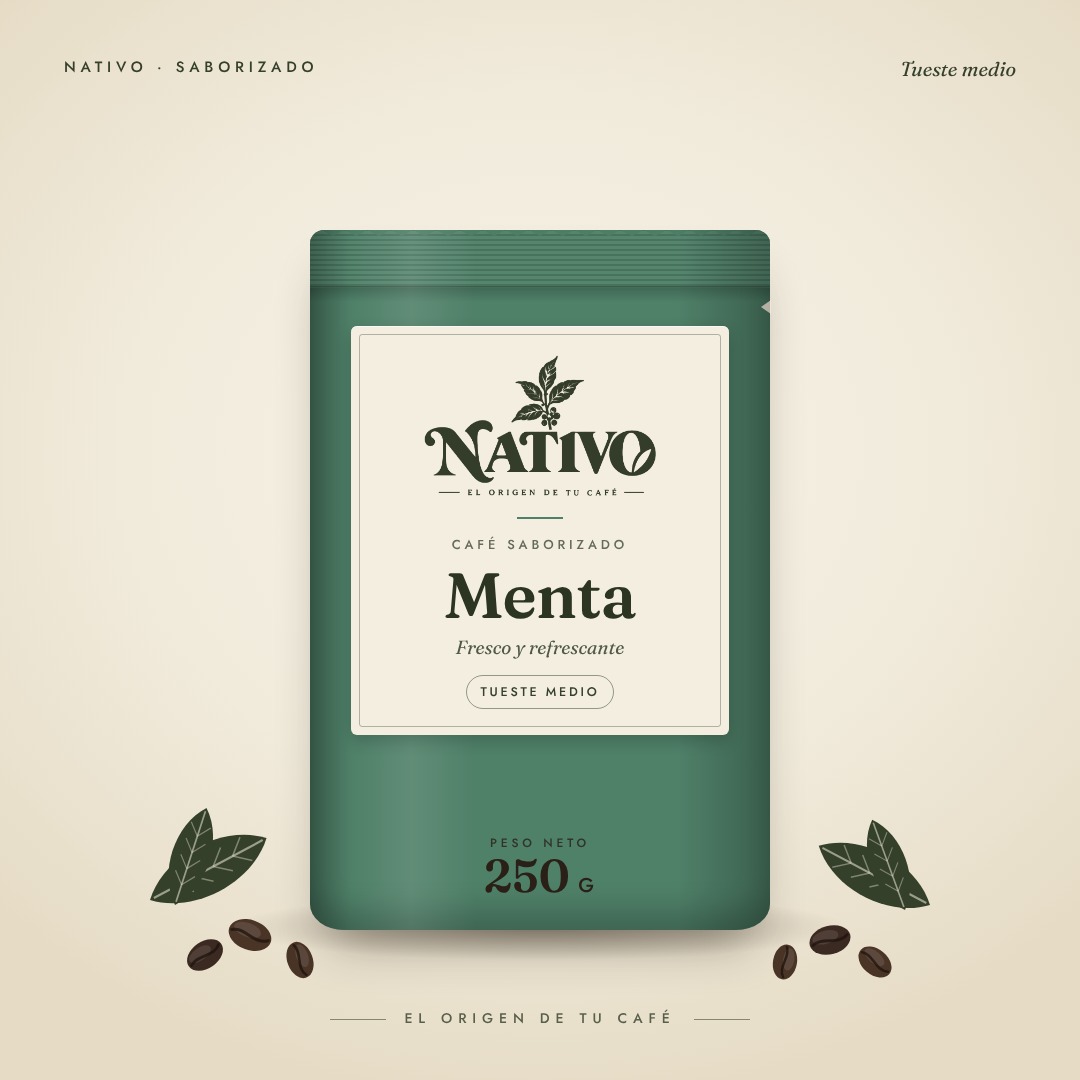 NATIVO · SABORIZADO
Tueste medio
NATIVO
EL ORIGEN DE TU CAFÉ
CAFÉ SABORIZADO
Menta
Fresco y refrescante
TUESTE MEDIO
PESO NETO
250 G
EL ORIGEN DE TU CAFÉ